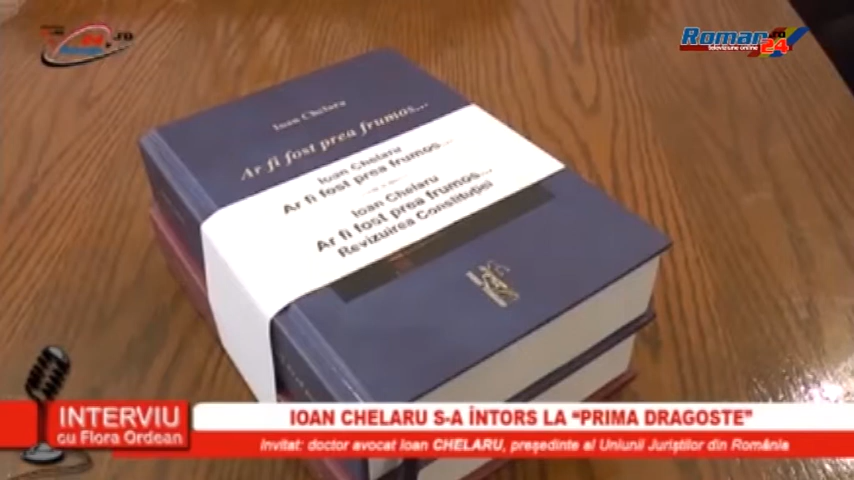 Roman24.ro
televiziune online
Ioan Chelaru
Ar fi fost prea frumos...
Ioan Chelaru
Ar fi fost prea frumos...
Ioan Chelaru
Ar fi fost prea frumos...
Revizuirea Constituției
INTERVIU
cu Flora Ordean
IOAN CHELARU S-A ÎNTORS LA “PRIMA DRAGOSTE”
Invitat: doctor avocat Ioan CHELARU, președinte al Uniunii Juriștilor din România